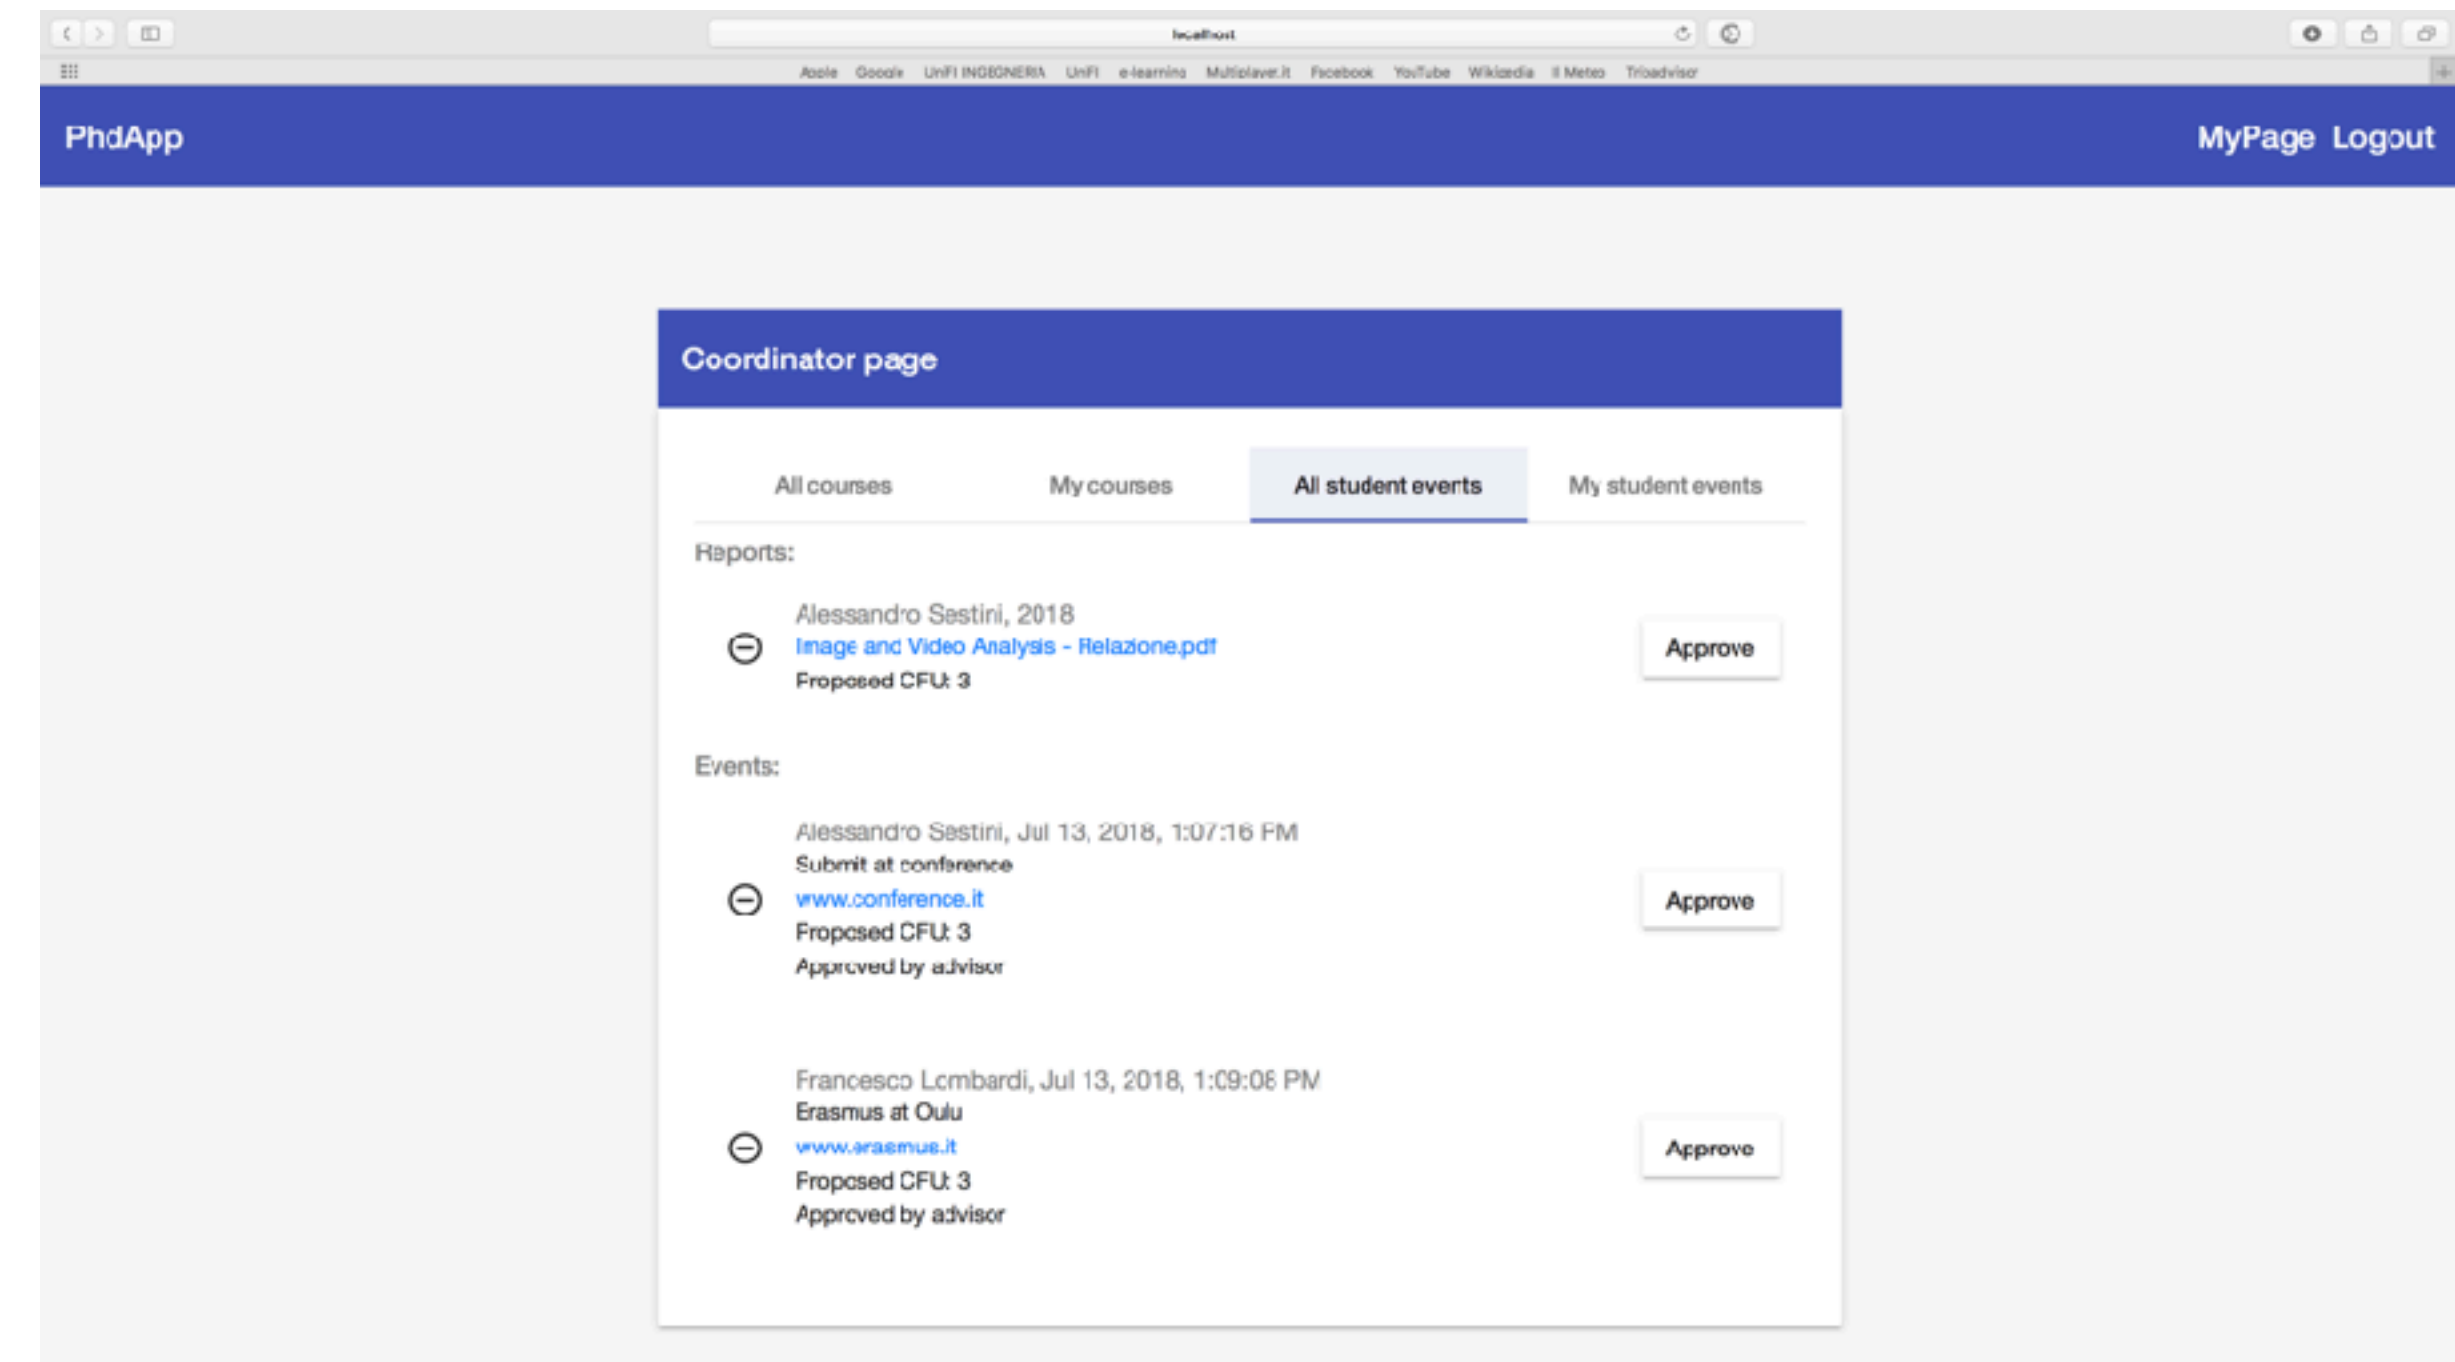 localhost
Apple Google UniFI INGEGNERIA UniFI e-learning Multiplayer.it Facebook YouTube Wikipedia Il Meteo Tripadvisor
PhdApp MyPage Logout
Coordinator page
All courses My courses All student events My student events
Reports:
Alessandro Sestini, 2018
Image and Video Analysis - Relazione.pdf
Proposed CFU: 3
Approve
Events:
Alessandro Sestini, Jul 13, 2018, 1:07:16 PM
Submit at conference
www.conference.it
Approve
Proposed CFU: 3
Approved by advisor
Francesco Lombardi, Jul 13, 2018, 1:09:06 PM
Erasmus at Oulu
www.erasmus.it
Approve
Proposed CFU: 3
Approved by advisor